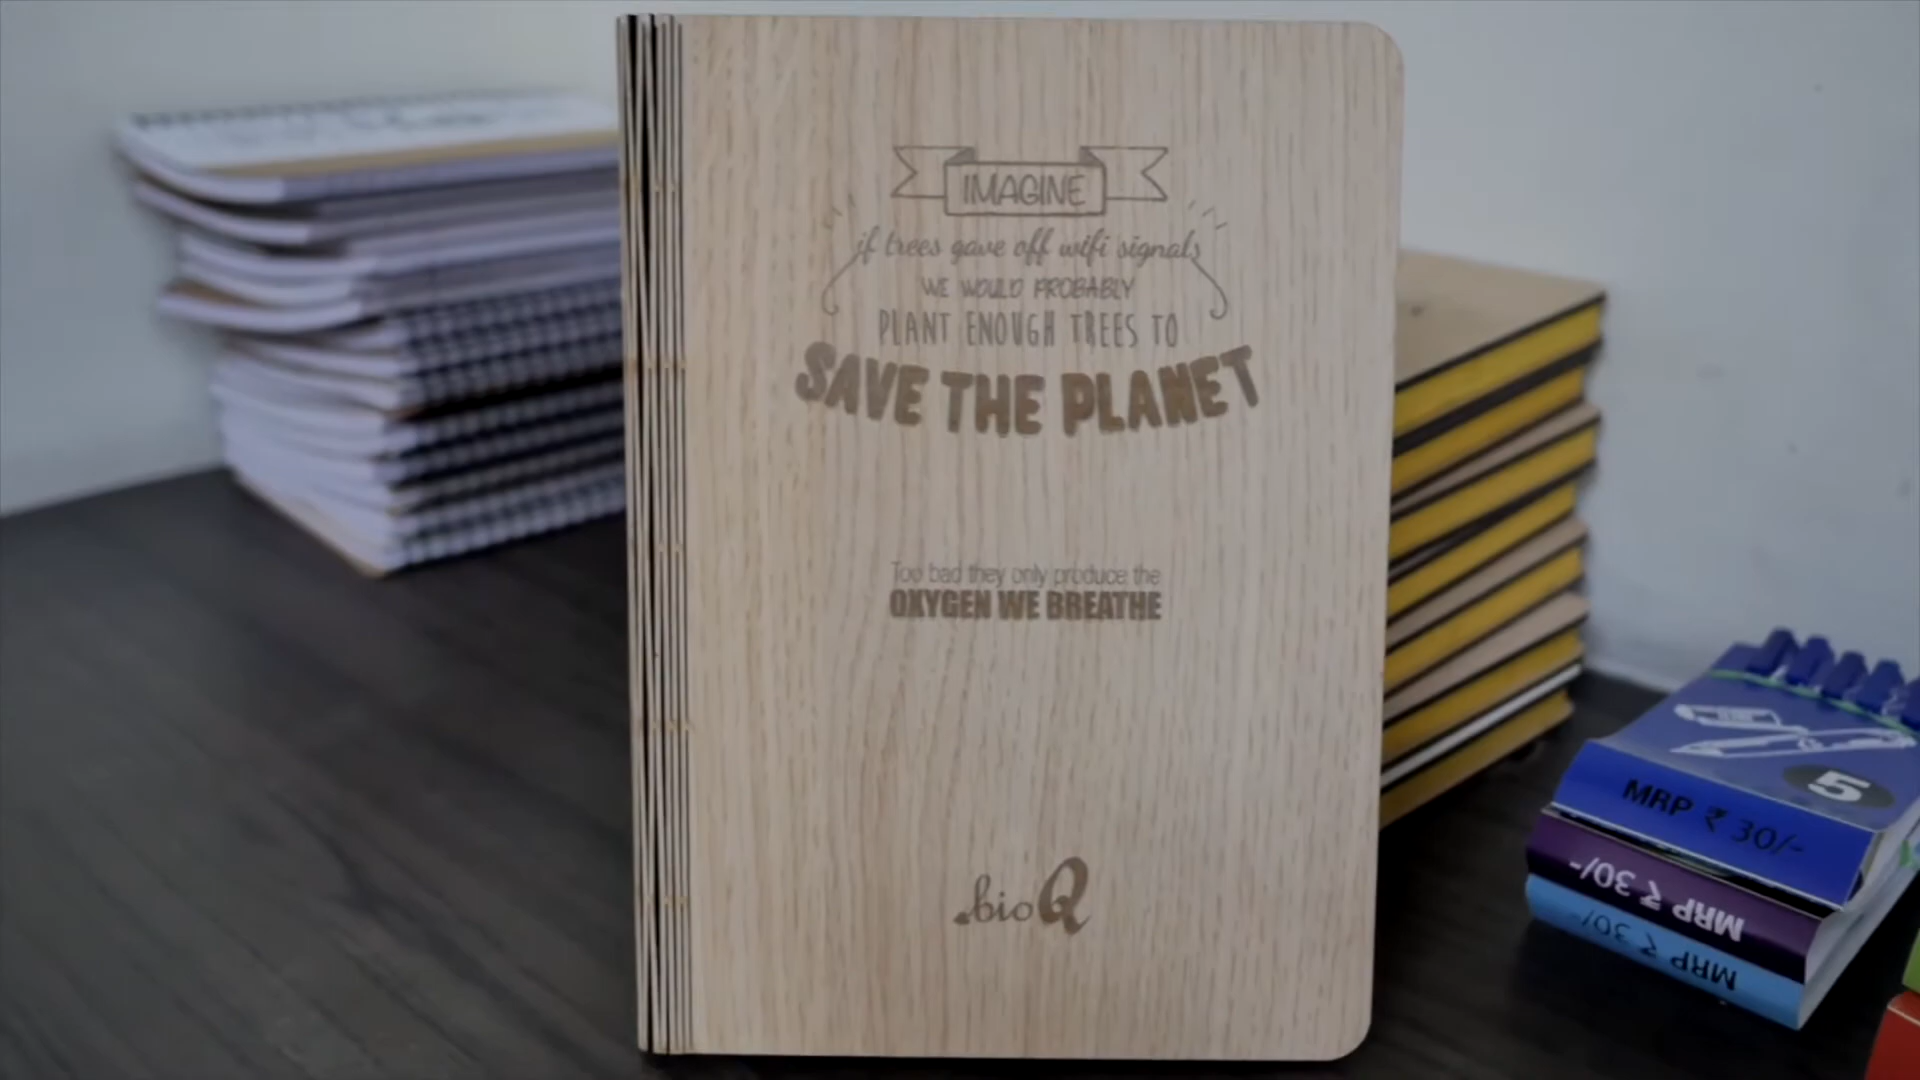 IMAGINE
if trees gave off wifi signals
WE WOULD PROBABLY
PLANT ENOUGH TREES TO
SAVE THE PLANET
Too bad they only produce the
OXYGEN WE BREATHE
.bioQ
5
MRP ₹ 30/-
MRP ₹ 30/-
MRP ₹ 30/-